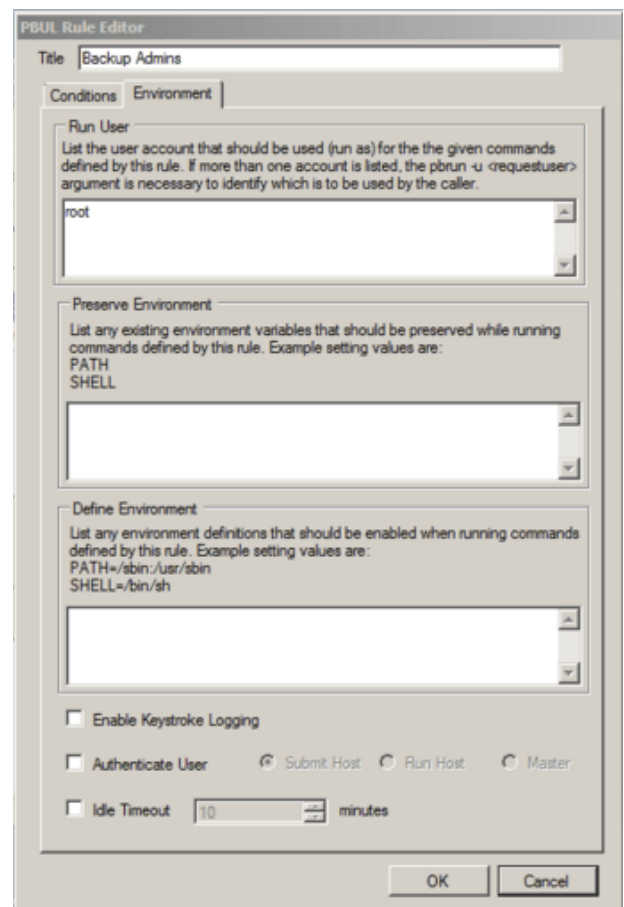 PBUL Rule Editor
Title Backup Admins
Conditions Environment
Run User
List the user account that should be used (run as) for the the given commands
defined by this rule. If more than one account is listed, the pbrun -u <requestuser>
argument is necessary to identify which is to be used by the caller.
root
Preserve Environment
List any existing environment variables that should be preserved while running
commands defined by this rule. Example setting values are:
PATH
SHELL
Define Environment
List any environment definitions that should be enabled when running commands
defined by this rule. Example setting values are:
PATH=/sbin:/usr/sbin
SHELL=/bin/sh
Enable Keystroke Logging
Authenticate User Submit Host Run Host Master
Idle Timeout 10 minutes
OK Cancel